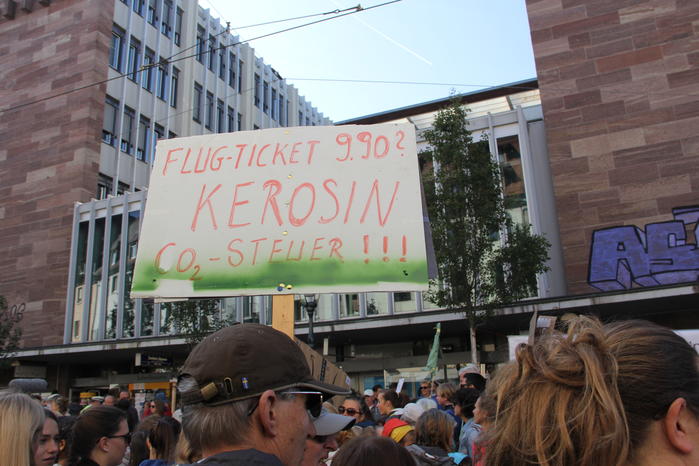 FLUG-TICKET 9.90?
KEROSIN
CO₂-STEUER !!!